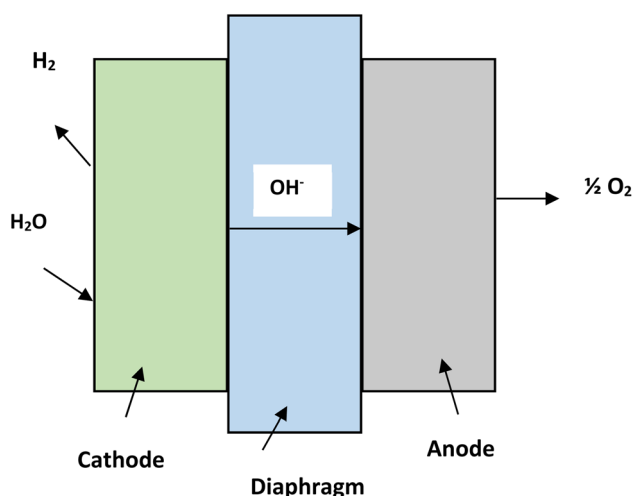 H₂
OH⁻
½ O₂
H₂O
Cathode
Anode
Diaphragm